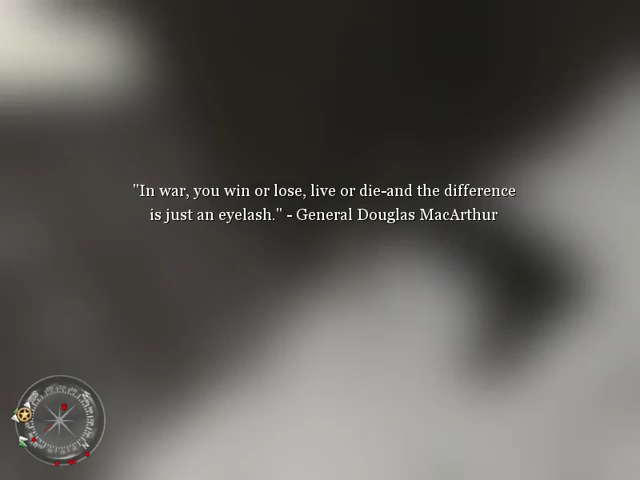 "In war, you win or lose, live or die-and the difference
is just an eyelash." - General Douglas MacArthur